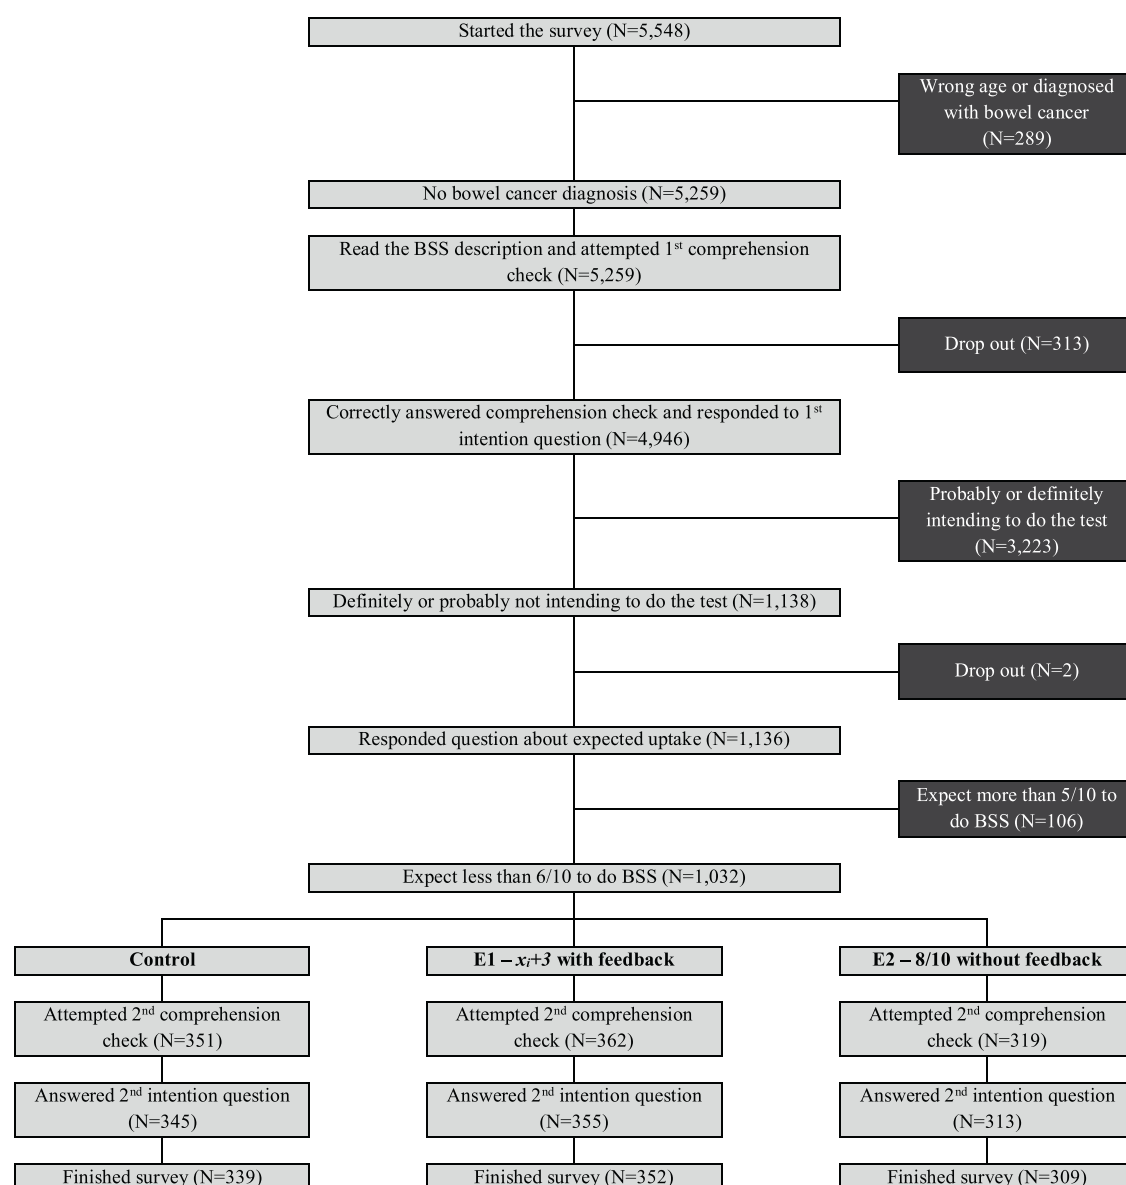 Started the survey (N=5,548)
Wrong age or diagnosed
with bowel cancer
(N=289)
No bowel cancer diagnosis (N=5,259)
Read the BSS description and attempted 1st comprehension
check (N=5,259)
Drop out (N=313)
Correctly answered comprehension check and responded to 1st
intention question (N=4,946)
Probably or definitely
intending to do the test
(N=3,223)
Definitely or probably not intending to do the test (N=1,138)
Drop out (N=2)
Responded question about expected uptake (N=1,136)
Expect more than 5/10 to
do BSS (N=106)
Expect less than 6/10 to do BSS (N=1,032)
Control
E1 – xi+3 with feedback
E2 – 8/10 without feedback
Attempted 2nd comprehension
check (N=351)
Attempted 2nd comprehension
check (N=362)
Attempted 2nd comprehension
check (N=319)
Answered 2nd intention question
(N=345)
Answered 2nd intention question
(N=355)
Answered 2nd intention question
(N=313)
Finished survey (N=339)
Finished survey (N=352)
Finished survey (N=309)